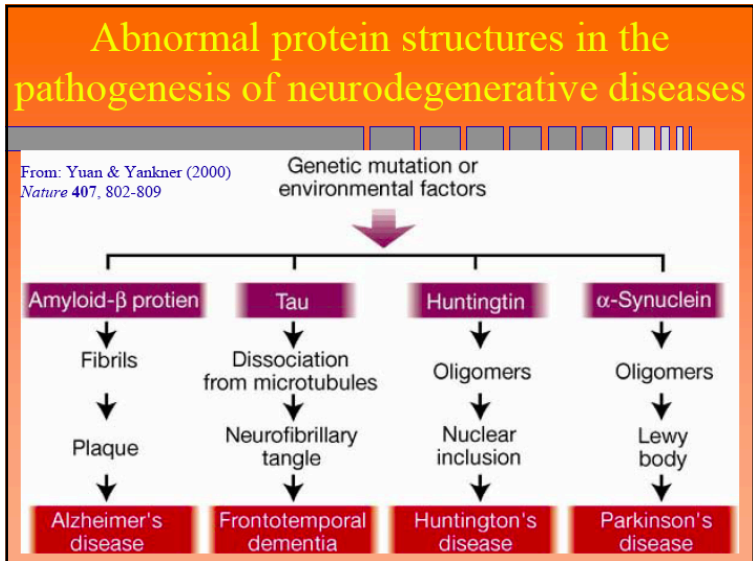 Abnormal protein structures in the
pathogenesis of neurodegenerative diseases
From: Yuan & Yankner (2000)
Nature 407, 802-809
Genetic mutation or
environmental factors
Amyloid-β protien
Tau
Huntingtin
α-Synuclein
Fibrils
Dissociation
from microtubules
Oligomers
Oligomers
Plaque
Neurofibrillary
tangle
Nuclear
inclusion
Lewy
body
Alzheimer's
disease
Frontotemporal
dementia
Huntington's
disease
Parkinson's
disease